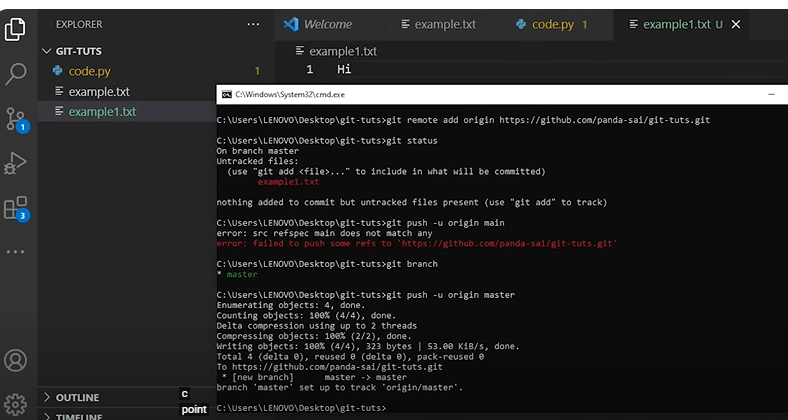 EXPLORER
GIT-TUTS
code.py 1
example.txt
example1.txt
1
3
OUTLINE
TIMELINE
Welcome
example.txt
code.py 1
example1.txt U
example1.txt
1 Hi
C:\Windows\System32\cmd.exe
C:\Users\LENOVO\Desktop\git-tuts>git remote add origin https://github.com/panda-sai/git-tuts.git
C:\Users\LENOVO\Desktop\git-tuts>git status
On branch master
Untracked files:
(use "git add <file>..." to include in what will be committed)
example1.txt
nothing added to commit but untracked files present (use "git add" to track)
C:\Users\LENOVO\Desktop\git-tuts>git push -u origin main
error: src refspec main does not match any
error: failed to push some refs to 'https://github.com/panda-sai/git-tuts.git'
C:\Users\LENOVO\Desktop\git-tuts>git branch
* master
C:\Users\LENOVO\Desktop\git-tuts>git push -u origin master
Enumerating objects: 4, done.
Counting objects: 100% (4/4), done.
Delta compression using up to 2 threads
Compressing objects: 100% (2/2), done.
Writing objects: 100% (4/4), 323 bytes | 53.00 KiB/s, done.
Total 4 (delta 0), reused 0 (delta 0), pack-reused 0
To https://github.com/panda-sai/git-tuts.git
* [new branch] master -> master
branch 'master' set up to track 'origin/master'.
C:\Users\LENOVO\Desktop\git-tuts>
c
point